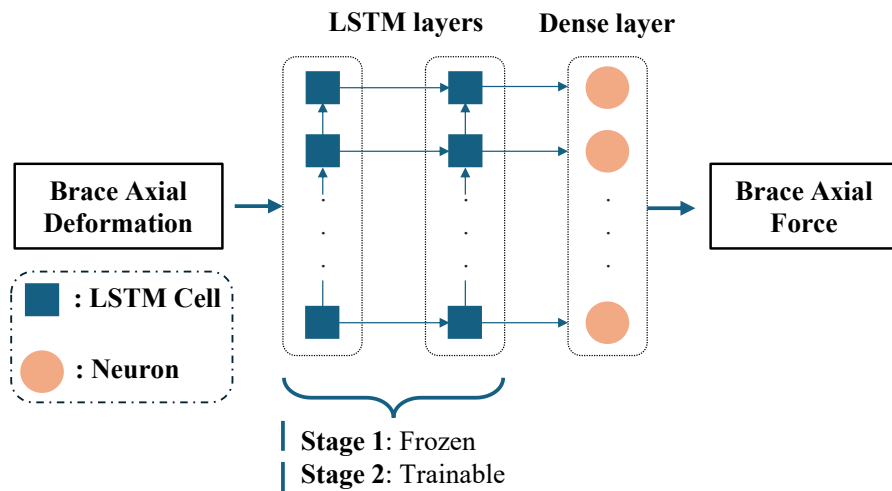 LSTM layers
Dense layer
Brace Axial
Deformation
Brace Axial
Force
: LSTM Cell
: Neuron
Stage 1: Frozen
Stage 2: Trainable